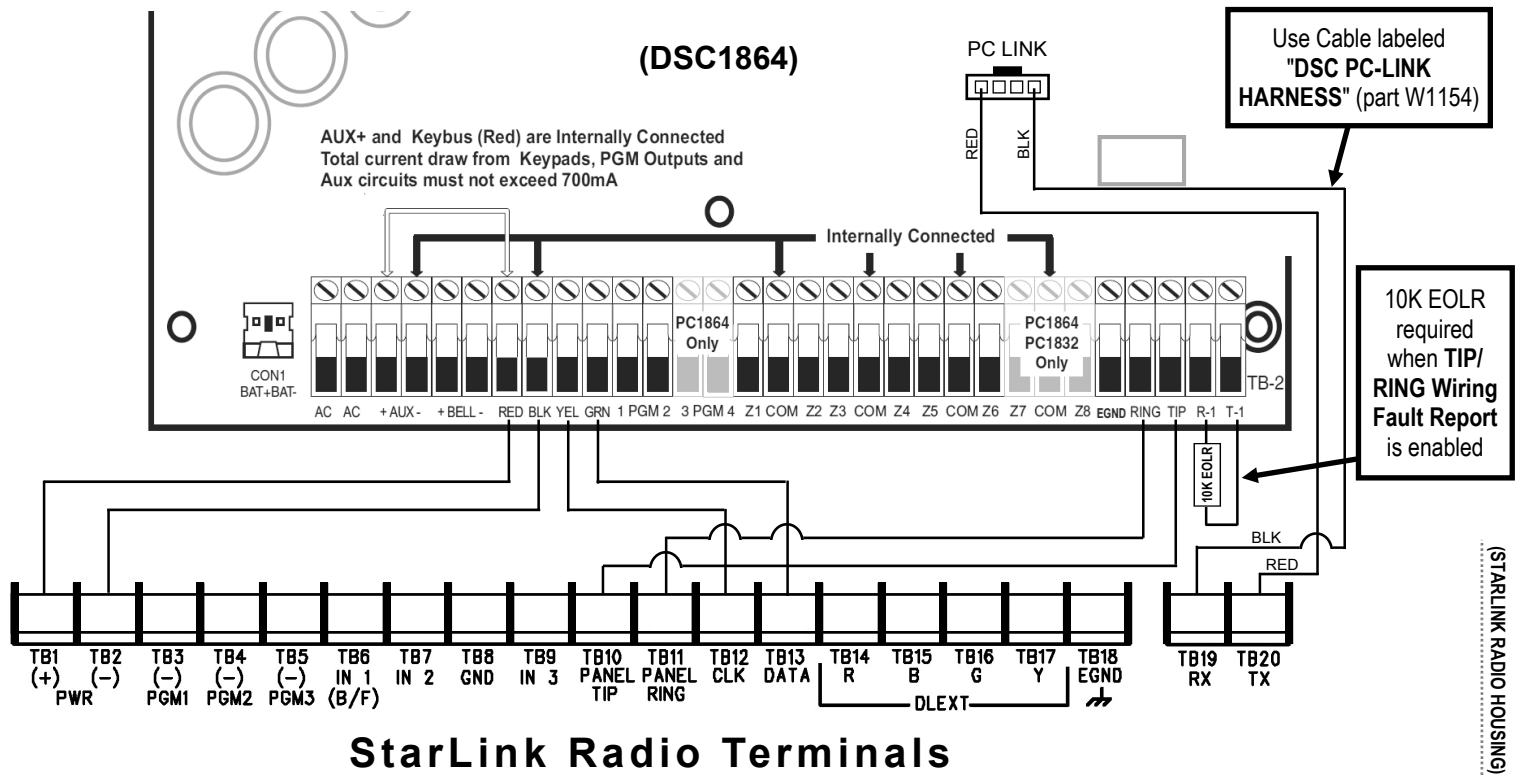 (DSC1864)
PC LINK
Use Cable labeled
"DSC PC-LINK
HARNESS" (part W1154)
RED
BLK
AUX+ and Keybus (Red) are Internally Connected
Total current draw from Keypads, PGM Outputs and
Aux circuits must not exceed 700mA
Internally Connected
PC1864
Only
PC1864
PC1832
Only
CON1
BAT+BAT-
TB-2
AC AC + AUX - + BELL - RED BLK YEL GRN 1 PGM 2 3 PGM 4 Z1 COM Z2 Z3 COM Z4 Z5 COM Z6 Z7 COM Z8 EGND RING TIP R-1 T-1
10K EOLR
required
when TIP/
RING Wiring
Fault Report
is enabled
10K EOLR
BLK
RED
(STARLINK RADIO HOUSING)
TB1 TB2 TB3 TB4 TB5 TB6 TB7 TB8 TB9 TB10 TB11 TB12 TB13 TB14 TB15 TB16 TB17 TB18 TB19 TB20
(+) (-) (-) (-) (-) IN 1 IN 2 GND IN 3 PANEL PANEL CLK DATA R B G Y EGND RX TX
PWR PGM1 PGM2 PGM3 (B/F) TIP RING DLEXT
StarLink Radio Terminals